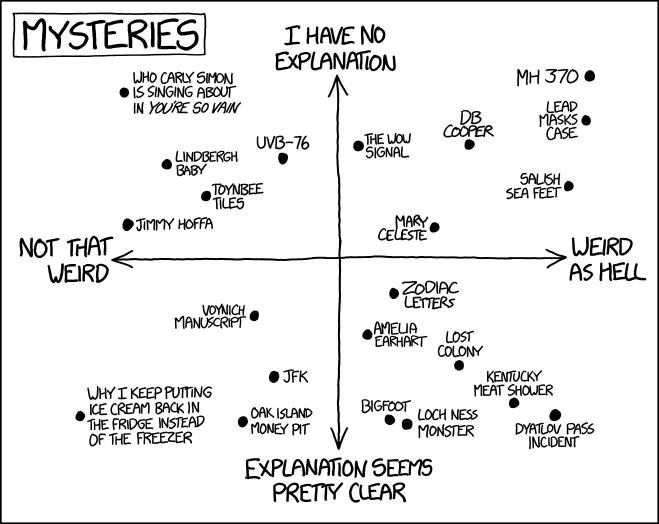 MYSTERIES
I HAVE NO
EXPLANATION
WHO CARLY SIMON
IS SINGING ABOUT
IN YOU'RE SO VAIN
MH 370
LEAD
MASKS
CASE
DB
COOPER
UVB-76
THE WOW
SIGNAL
LINDBERGH
BABY
SALISH
SEA FEET
TOYNBEE
TILES
JIMMY HOFFA
MARY
CELESTE
NOT THAT
WEIRD
WEIRD
AS HELL
ZODIAC
LETTERS
VOYNICH
MANUSCRIPT
AMELIA
EARHART
LOST
COLONY
JFK
KENTUCKY
MEAT SHOWER
WHY I KEEP PUTTING
ICE CREAM BACK IN
THE FRIDGE INSTEAD
OF THE FREEZER
OAK ISLAND
MONEY PIT
BIGFOOT
LOCH NESS
MONSTER
DYATLOV PASS
INCIDENT
EXPLANATION SEEMS
PRETTY CLEAR